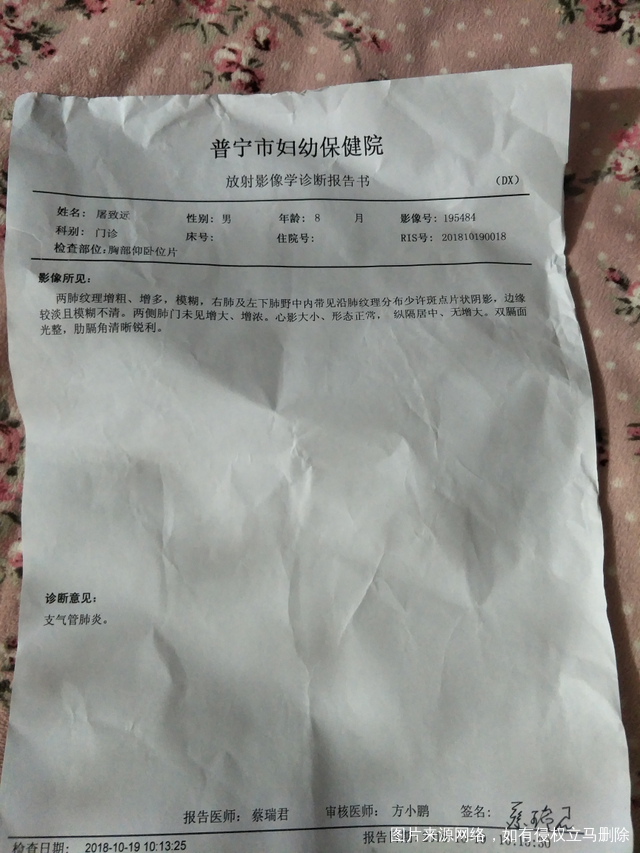 普宁市妇幼保健院
放射影像学诊断报告书 (DX)
姓名: 屠致远 性别: 男 年龄: 8 月 影像号: 195484
科别: 门诊 床号: 住院号: RIS号: 201810190018
检查部位: 胸部仰卧位片
影像所见:
两肺纹理增粗、增多, 模糊, 右肺及左下肺野中内带见沿肺纹理分布少许斑点片状阴影, 边缘
较淡且模糊不清。两侧肺门未见增大、增浓。心影大小、形态正常, 纵隔居中、无增大。双膈面
光整, 肋膈角清晰锐利。
诊断意见:
支气管肺炎。
报告医师: 蔡瑞君 审核医师: 方小鹏 签名:
检查日期: 2018-10-19 10:13:25 报告日期:
图片来源网络,如有侵权立马删除